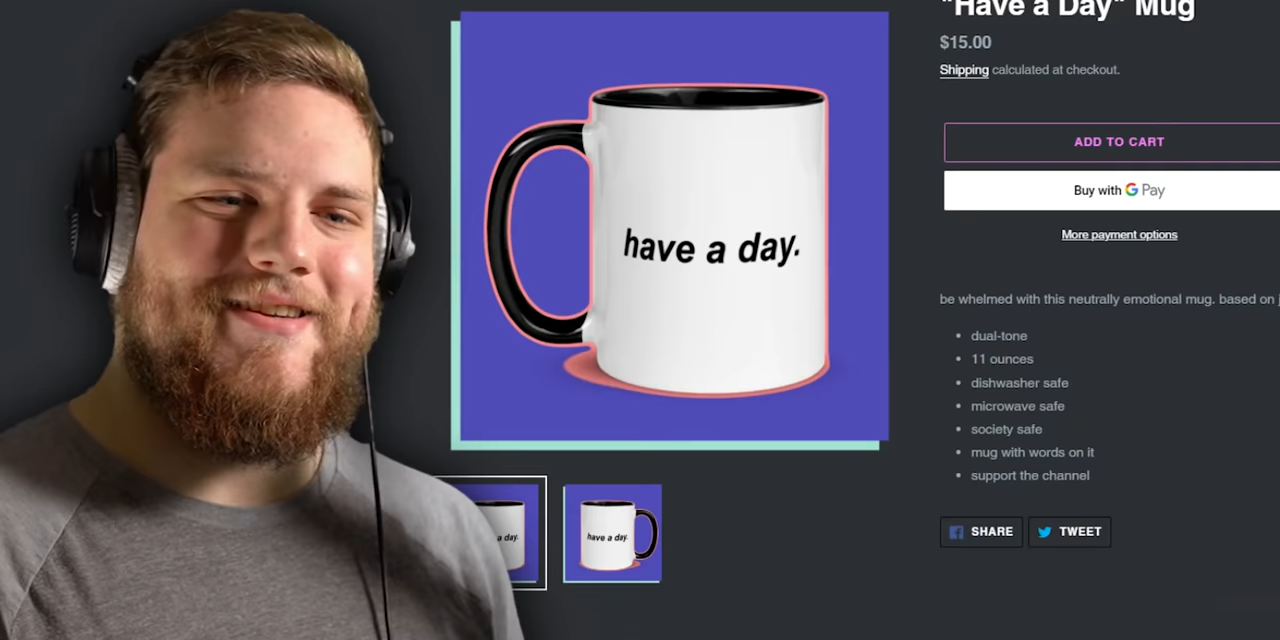 "Have a Day" Mug
$15.00
Shipping calculated at checkout.
ADD TO CART
Buy with G Pay
More payment options
have a day.
be whelmed with this neutrally emotional mug. based on
dual-tone
11 ounces
dishwasher safe
microwave safe
society safe
mug with words on it
support the channel
SHARE
TWEET
a day.
have a day.